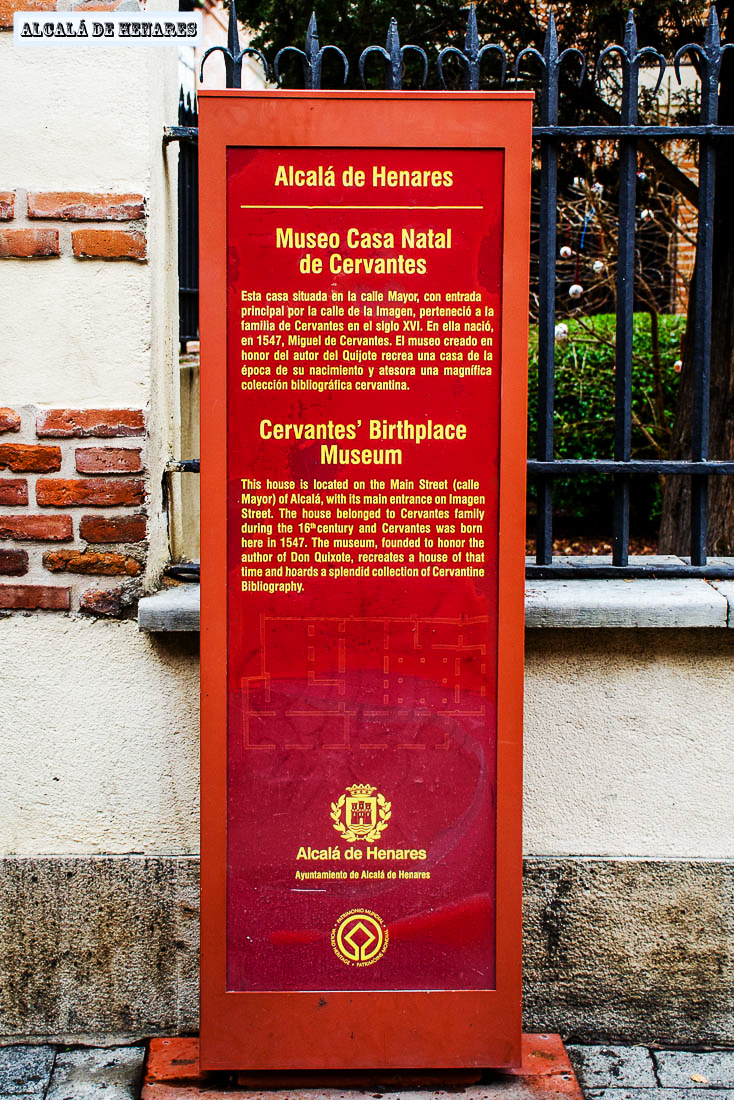 ALCALÁ DE HENARES
Alcalá de Henares
Museo Casa Natal
de Cervantes
Esta casa situada en la calle Mayor, con entrada
principal por la calle de la Imagen, perteneció a la
familia de Cervantes en el siglo XVI. En ella nació,
en 1547, Miguel de Cervantes. El museo creado en
honor del autor del Quijote recrea una casa de la
época de su nacimiento y atesora una magnífica
colección bibliográfica cervantina.
Cervantes' Birthplace
Museum
This house is located on the Main Street (calle
Mayor) of Alcalá, with its main entrance on Imagen
Street. The house belonged to Cervantes family
during the 16th century and Cervantes was born
here in 1547. The museum, founded to honor the
author of Don Quixote, recreates a house of that
time and hoards a splendid collection of Cervantine
Bibliography.
Alcalá de Henares
Ayuntamiento de Alcalá de Henares
PATRIMONIO MUNDIAL • WORLD HERITAGE • PATRIMOINE MONDIAL